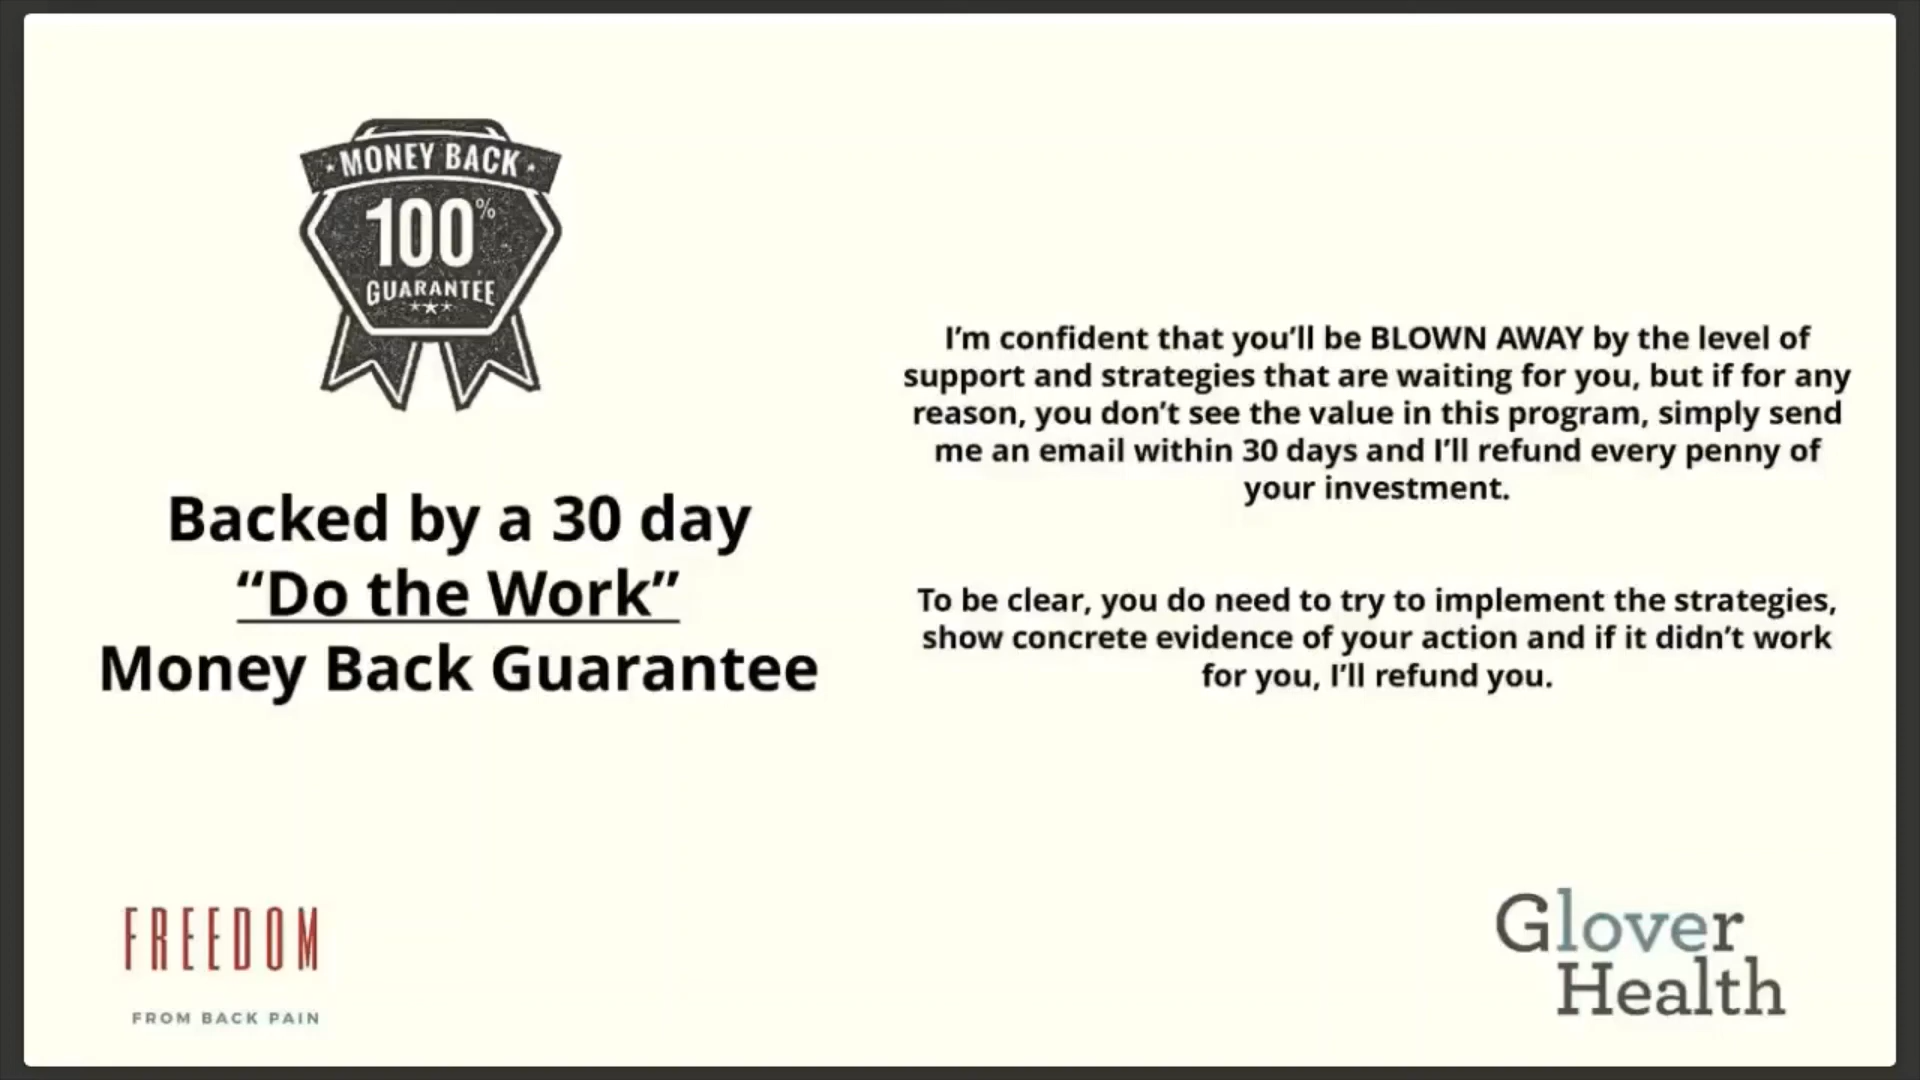 MONEY BACK
100%
GUARANTEE
Backed by a 30 day
“Do the Work”
Money Back Guarantee
I’m confident that you’ll be BLOWN AWAY by the level of
support and strategies that are waiting for you, but if for any
reason, you don’t see the value in this program, simply send
me an email within 30 days and I’ll refund every penny of
your investment.
To be clear, you do need to try to implement the strategies,
show concrete evidence of your action and if it didn’t work
for you, I’ll refund you.
FREEDOM
FROM BACK PAIN
Glover
Health